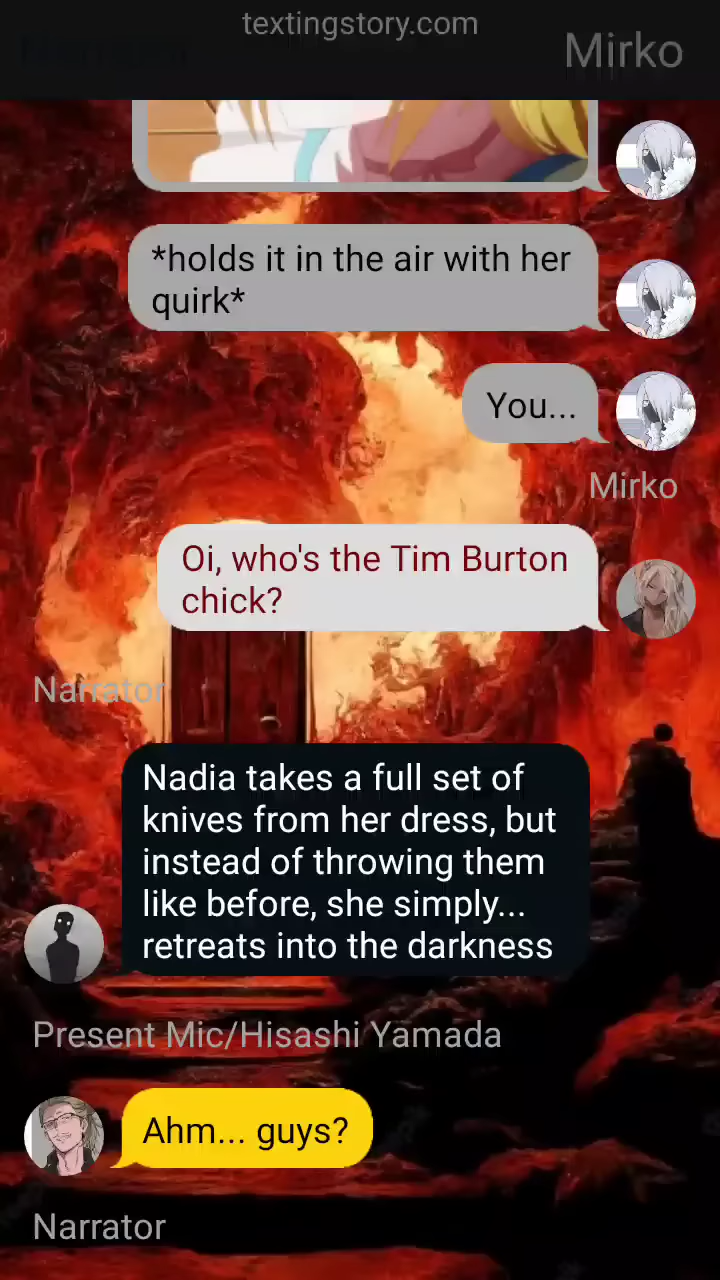 textingstory.com
Mirko
*holds it in the air with her
quirk*
You...
Mirko
Oi, who's the Tim Burton
chick?
Narrator
Nadia takes a full set of
knives from her dress, but
instead of throwing them
like before, she simply...
retreats into the darkness
Present Mic/Hisashi Yamada
Ahm... guys?
Narrator